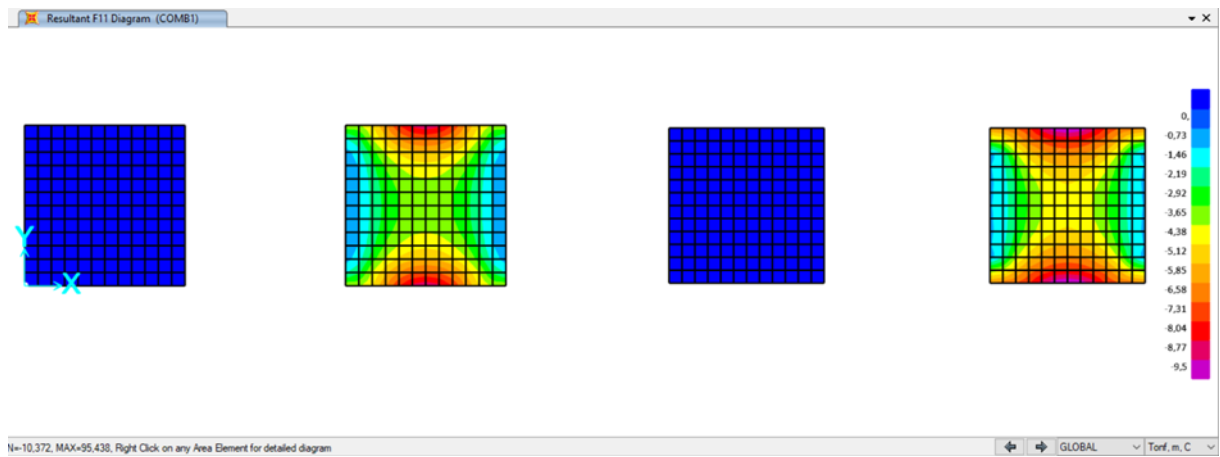 Resultant F11 Diagram (COMB1)
0,
-0,73
-1,46
-2,19
-2,92
-3,65
-4,38
-5,12
-5,85
-6,58
-7,31
-8,04
-8,77
-9,5
Y
X
N=-10,372, MAX=95,438, Right Click on any Area Element for detailed diagram
GLOBAL
Tonf, m, C